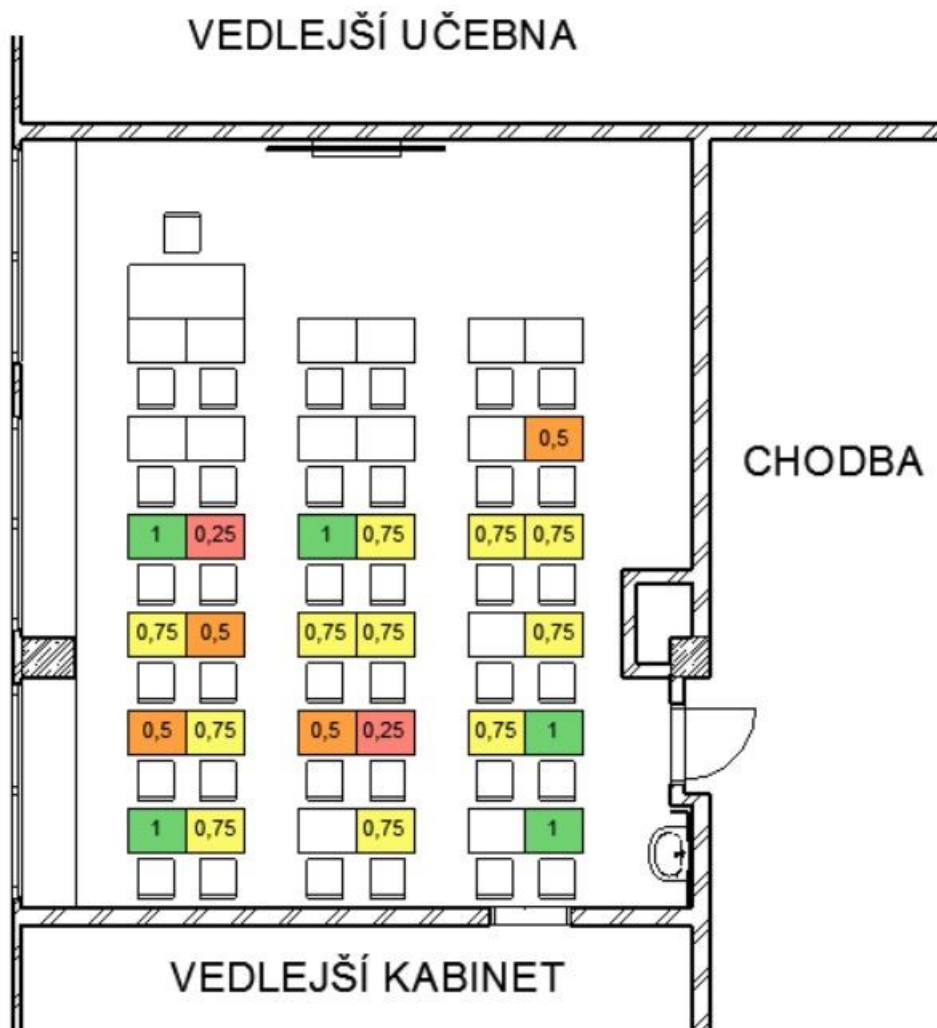 VEDLEJŠÍ UČEBNA
0,5
CHODBA
1 0,25 1 0,75 0,75 0,75
0,75 0,5 0,75 0,75 0,75
0,5 0,75 0,5 0,25 0,75 1
1 0,75 0,75 1
VEDLEJŠÍ KABINET